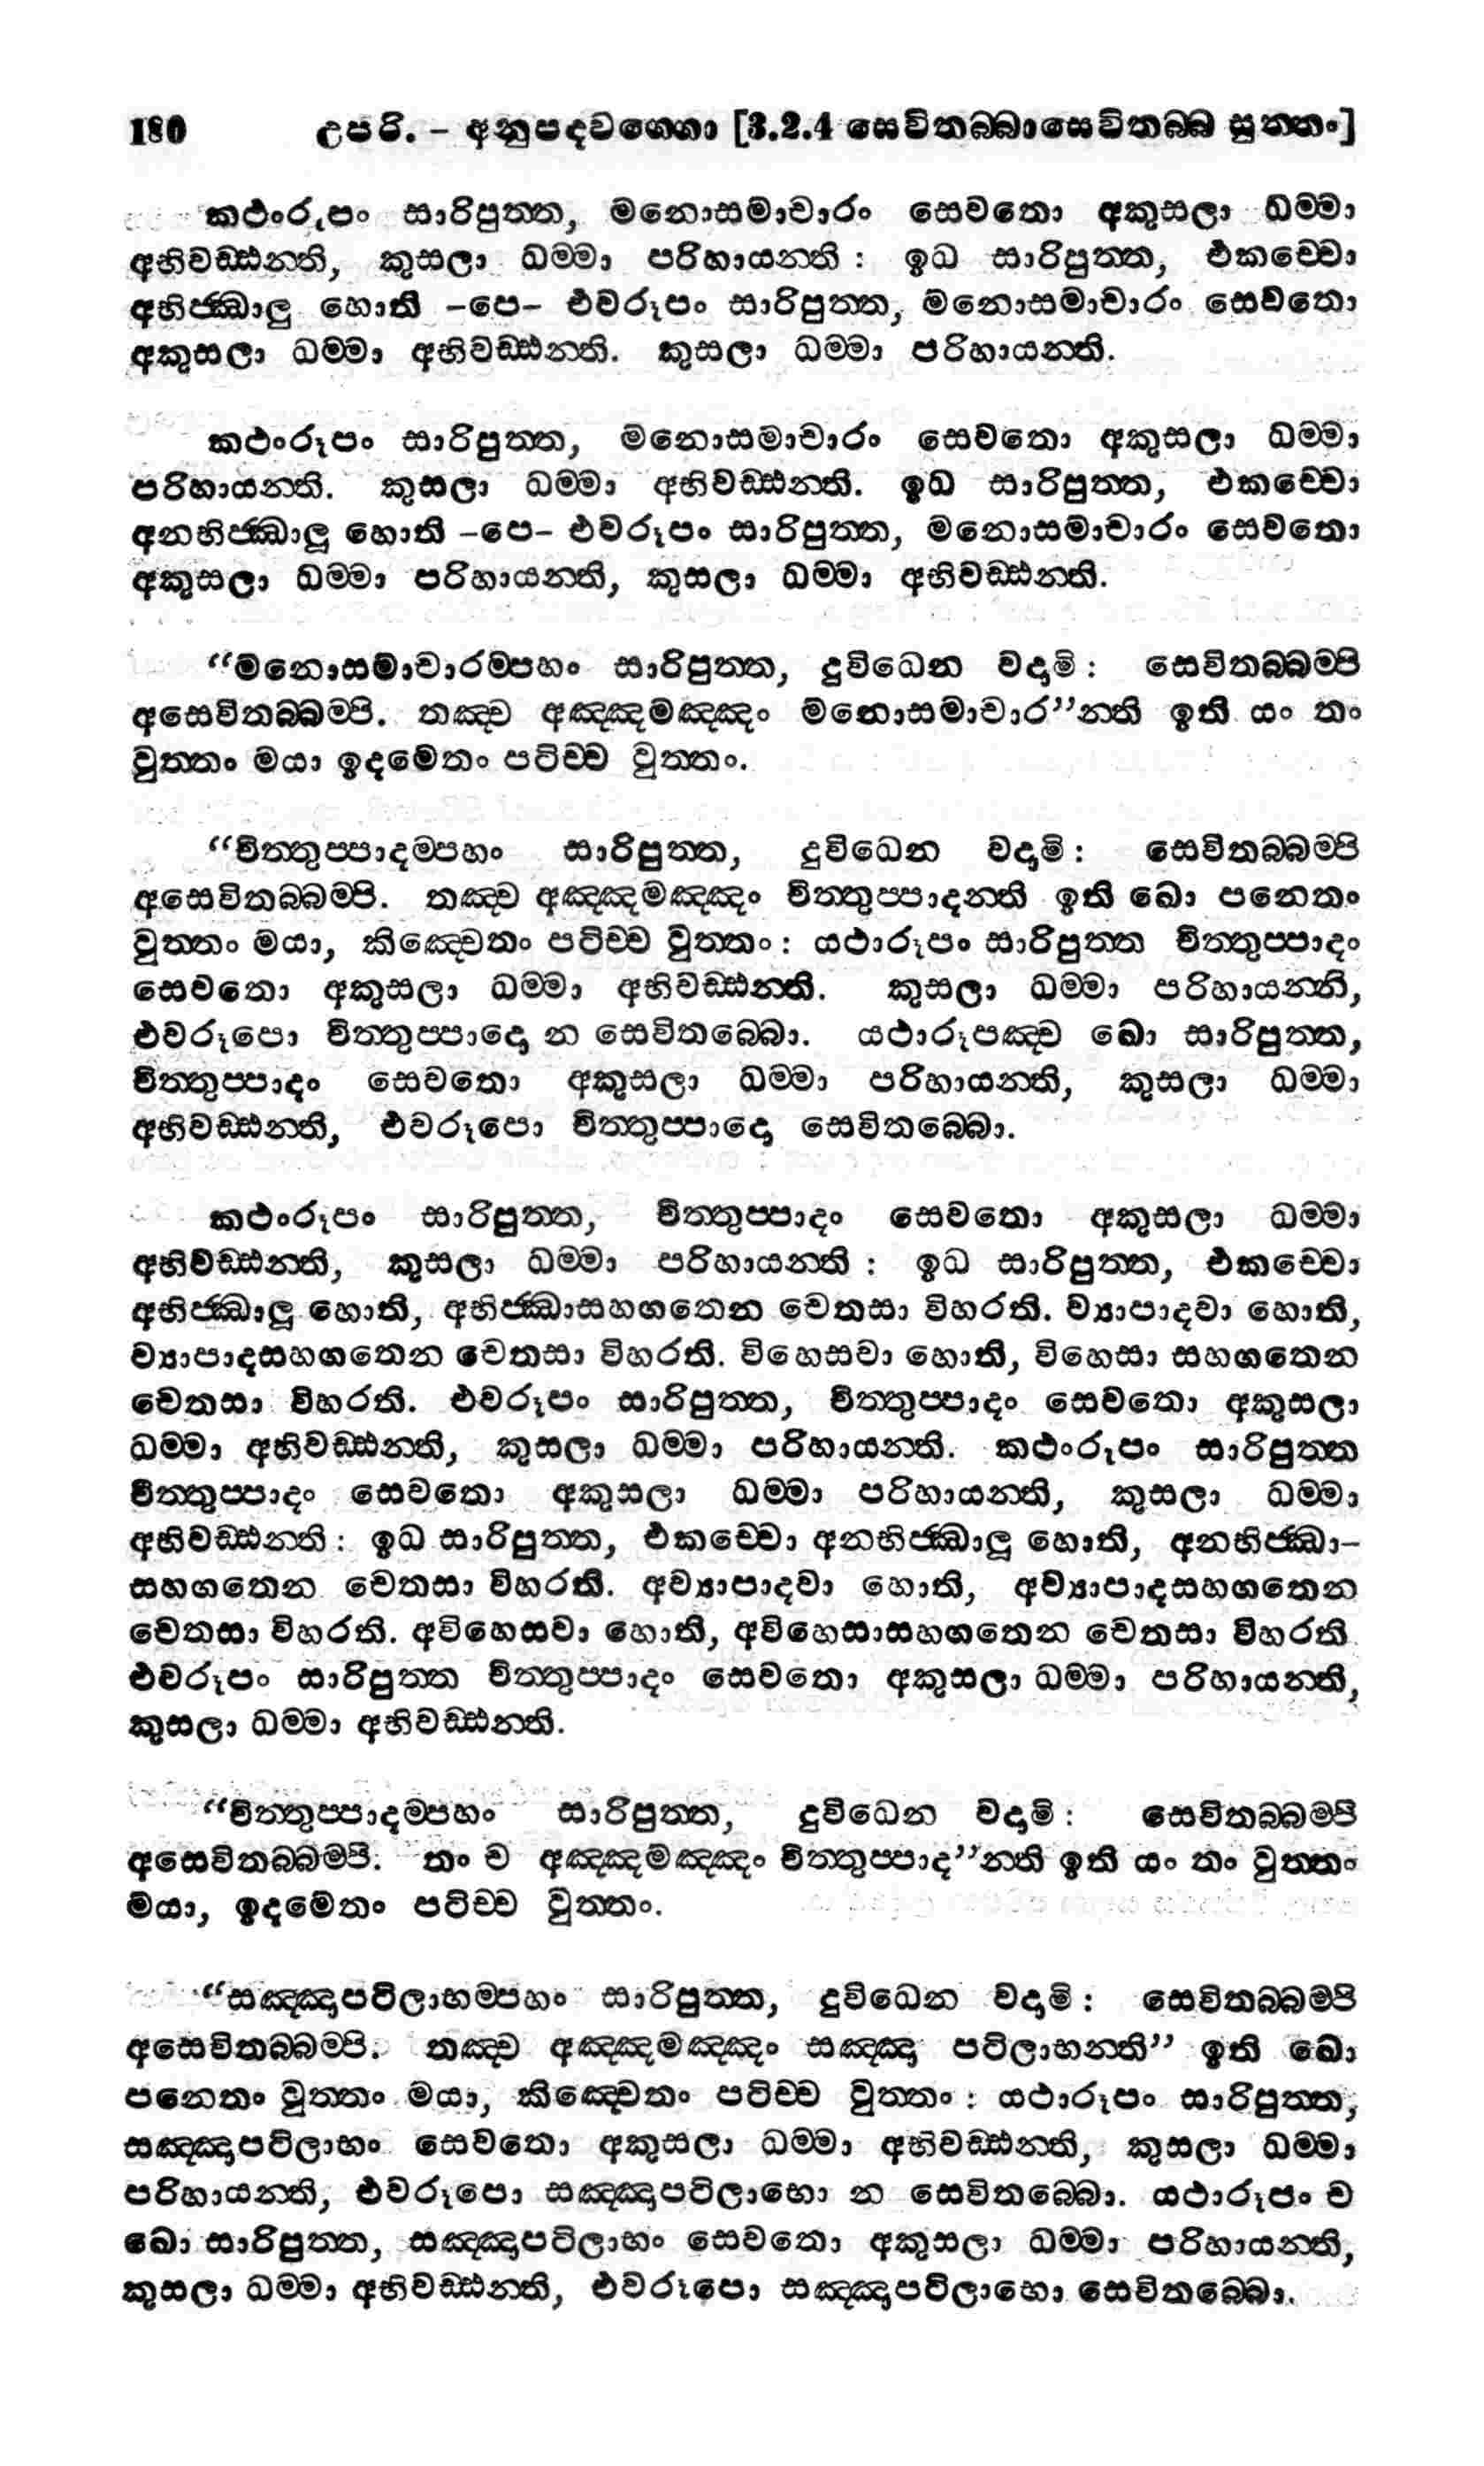 180 උපරි. – අනුපදවග්ගො [3.2.4 සෙවිතබ්බාසෙවිතබ්බ සුත්තං]
කථංරූපං සාරිපුත්ත, මනොසමාචාරං සෙවතො අකුසලා ධම්මා
අභිවඩ්ඪන්ති, කුසලා ධම්මා පරිහායන්ති : ඉධ සාරිපුත්ත, එකච්චො
අභිජ්ඣාලු හොති –පෙ– එවරූපං සාරිපුත්ත, මනොසමාචාරං සෙවතො
අකුසලා ධම්මා අභිවඩ්ඪන්ති. කුසලා ධම්මා පරිහායන්ති.
කථංරූපං සාරිපුත්ත, මනොසමාචාරං සෙවතො අකුසලා ධම්මා
පරිහායන්ති. කුසලා ධම්මා අභිවඩ්ඪන්ති. ඉධ සාරිපුත්ත, එකච්චො
අනභිජ්ඣාලූ හොති –පෙ– එවරූපං සාරිපුත්ත, මනොසමාචාරං සෙවතො
අකුසලා ධම්මා පරිහායන්ති, කුසලා ධම්මා අභිවඩ්ඪන්ති.
“මනොසමාචාරම්පහං සාරිපුත්ත, දුවිධෙන වදාමි : සෙවිතබ්බම්පි
අසෙවිතබ්බම්පි. තඤ්ච අඤ්ඤමඤ්ඤං මනොසමාචාර”න්ති ඉති යං තං
වුත්තං මයා ඉදමෙතං පටිච්ච වුත්තං.
“චිත්තුප්පාදම්පහං සාරිපුත්ත, දුවිධෙන වදාමි : සෙවිතබ්බම්පි
අසෙවිතබ්බම්පි. තඤ්ච අඤ්ඤමඤ්ඤං චිත්තුප්පාදන්ති ඉති ඛො පනෙතං
වුත්තං මයා, කිඤ්චෙතං පටිච්ච වුත්තං : යථාරූපං සාරිපුත්ත චිත්තුප්පාදං
සෙවතො අකුසලා ධම්මා අභිවඩ්ඪන්ති. කුසලා ධම්මා පරිහායන්ති,
එවරූපො චිත්තුප්පාදො න සෙවිතබ්බො. යථාරූපඤ්ච ඛො සාරිපුත්ත,
චිත්තුප්පාදං සෙවතො අකුසලා ධම්මා පරිහායන්ති, කුසලා ධම්මා
අභිවඩ්ඪන්ති, එවරූපො චිත්තුප්පාදො සෙවිතබ්බො.
කථංරූපං සාරිපුත්ත, චිත්තුප්පාදං සෙවතො අකුසලා ධම්මා
අභිවඩ්ඪන්ති, කුසලා ධම්මා පරිහායන්ති : ඉධ සාරිපුත්ත, එකච්චො
අභිජ්ඣාලූ හොති, අභිජ්ඣාසහගතෙන චෙතසා විහරති. ව්‍යාපාදවා හොති,
ව්‍යාපාදසහගතෙන චෙතසා විහරති. විහෙසවා හොති, විහෙසා සහගතෙන
චෙතසා විහරති. එවරූපං සාරිපුත්ත, චිත්තුප්පාදං සෙවතො අකුසලා
ධම්මා අභිවඩ්ඪන්ති, කුසලා ධම්මා පරිහායන්ති. කථංරූපං සාරිපුත්ත
චිත්තුප්පාදං සෙවතො අකුසලා ධම්මා පරිහායන්ති, කුසලා ධම්මා
අභිවඩ්ඪන්ති : ඉධ සාරිපුත්ත, එකච්චො අනභිජ්ඣාලූ හොති, අනභිජ්ඣා–
සහගතෙන චෙතසා විහරති. අව්‍යාපාදවා හොති, අව්‍යාපාදසහගතෙන
චෙතසා විහරති. අවිහෙසවා හොති, අවිහෙසාසහගතෙන චෙතසා විහරති
එවරූපං සාරිපුත්ත චිත්තුප්පාදං සෙවතො අකුසලා ධම්මා පරිහායන්ති,
කුසලා ධම්මා අභිවඩ්ඪන්ති.
“චිත්තුප්පාදම්පහං සාරිපුත්ත, දුවිධෙන වදාමි : සෙවිතබ්බම්පි
අසෙවිතබ්බම්පි. තං ච අඤ්ඤමඤ්ඤං චිත්තුප්පාද”න්ති ඉති යං තං වුත්තං
මයා, ඉදමෙතං පටිච්ච වුත්තං.
“සඤ්ඤාපටිලාභම්පහං සාරිපුත්ත, දුවිධෙන වදාමි : සෙවිතබ්බම්පි
අසෙවිතබ්බම්පි. තඤ්ච අඤ්ඤමඤ්ඤං සඤ්ඤා පටිලාභන්ති” ඉති ඛො
පනෙතං වුත්තං මයා, කිඤ්චෙතං පටිච්ච වුත්තං : යථාරූපං සාරිපුත්ත,
සඤ්ඤාපටිලාභං සෙවතො අකුසලා ධම්මා අභිවඩ්ඪන්ති, කුසලා ධම්මා
පරිහායන්ති, එවරූපො සඤ්ඤාපටිලාභො න සෙවිතබ්බො. යථාරූපං ච
ඛො සාරිපුත්ත, සඤ්ඤාපටිලාභං සෙවතො අකුසලා ධම්මා පරිහායන්ති,
කුසලා ධම්මා අභිවඩ්ඪන්ති, එවරූපො සඤ්ඤාපටිලාභො සෙවිතබ්බො.